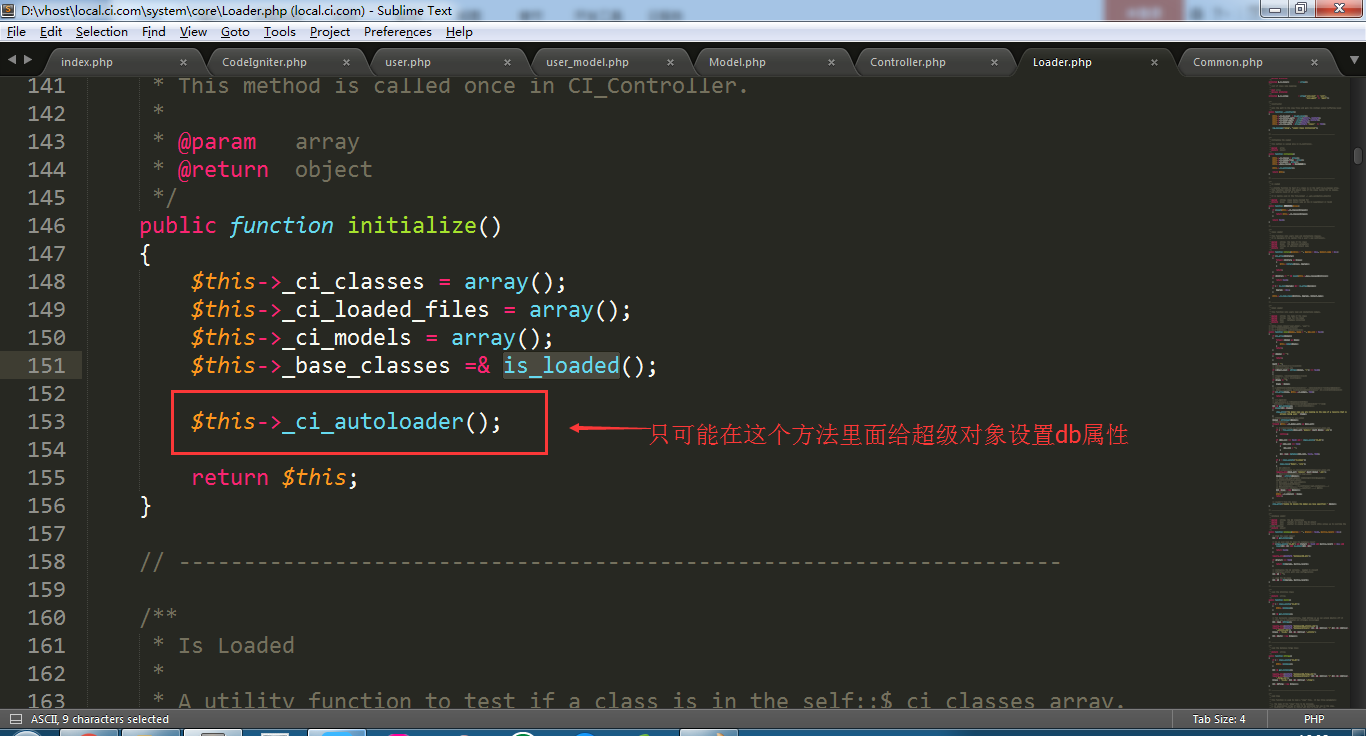 D:\vhost\local.ci.com\system\core\Loader.php (local.ci.com) - Sublime Text
File Edit Selection Find View Goto Tools Project Preferences Help
index.php CodeIgniter.php user.php user_model.php Model.php Controller.php Loader.php Common.php
141 * This method is called once in CI_Controller.
142 *
143 * @param array
144 * @return object
145 */
146 public function initialize()
147 {
148 $this->_ci_classes = array();
149 $this->_ci_loaded_files = array();
150 $this->_ci_models = array();
151 $this->_base_classes =& is_loaded();
152
153 $this->_ci_autoloader();
只可能在这个方法里面给超级对象设置db属性
154
155 return $this;
156 }
157
158 // --------------------------------------------------------------------
159
160 /**
161 * Is Loaded
162 *
163 * A utility function to test if a class is in the self::$_ci_classes array.
ASCII, 9 characters selected Tab Size: 4 PHP